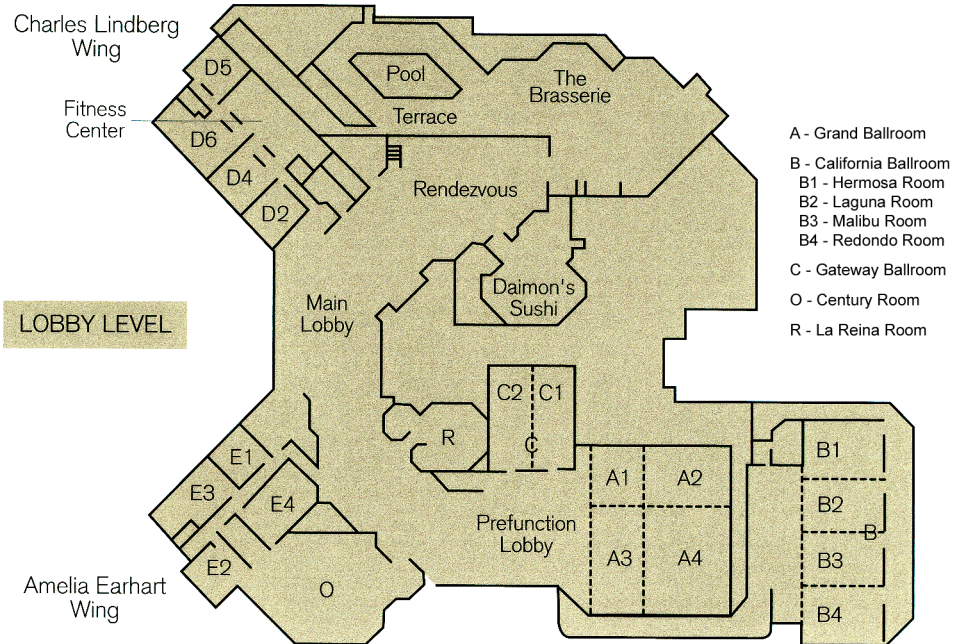 Charles Lindberg
Wing
D5
Pool
The
Brasserie
Fitness
Center
Terrace
D6
D4
D2
Rendezvous
A - Grand Ballroom
B - California Ballroom
B1 - Hermosa Room
B2 - Laguna Room
B3 - Malibu Room
B4 - Redondo Room
C - Gateway Ballroom
O - Century Room
R - La Reina Room
Daimon's
Sushi
Main
Lobby
LOBBY LEVEL
C2 C1
C
R
E1
E3
E4
E2
A1 A2
A3 A4
B1
B2
B
B3
B4
Prefunction
Lobby
O
Amelia Earhart
Wing